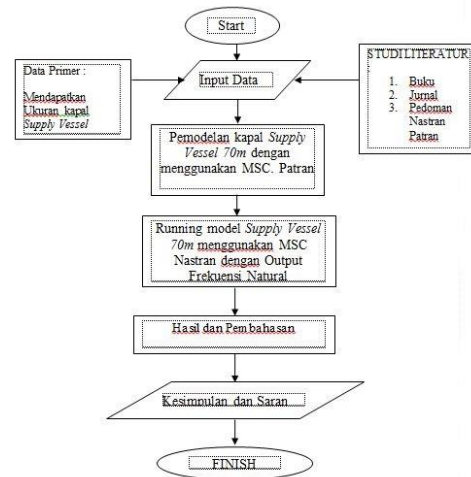 Start
Data Primer :
Mendapatkan
Ukuran kapal
Supply Vessel
Input Data
STUDI LITERATUR
:
1. Buku
2. Jurnal
3. Pedoman
Nastran
Patran
Pemodelan kapal Supply
Vessel 70m dengan
menggunakan MSC. Patran
Running model Supply Vessel
70m menggunakan MSC
Nastran dengan Output
Frekuensi Natural
Hasil dan Pembahasan
Kesimpulan dan Saran
FINISH